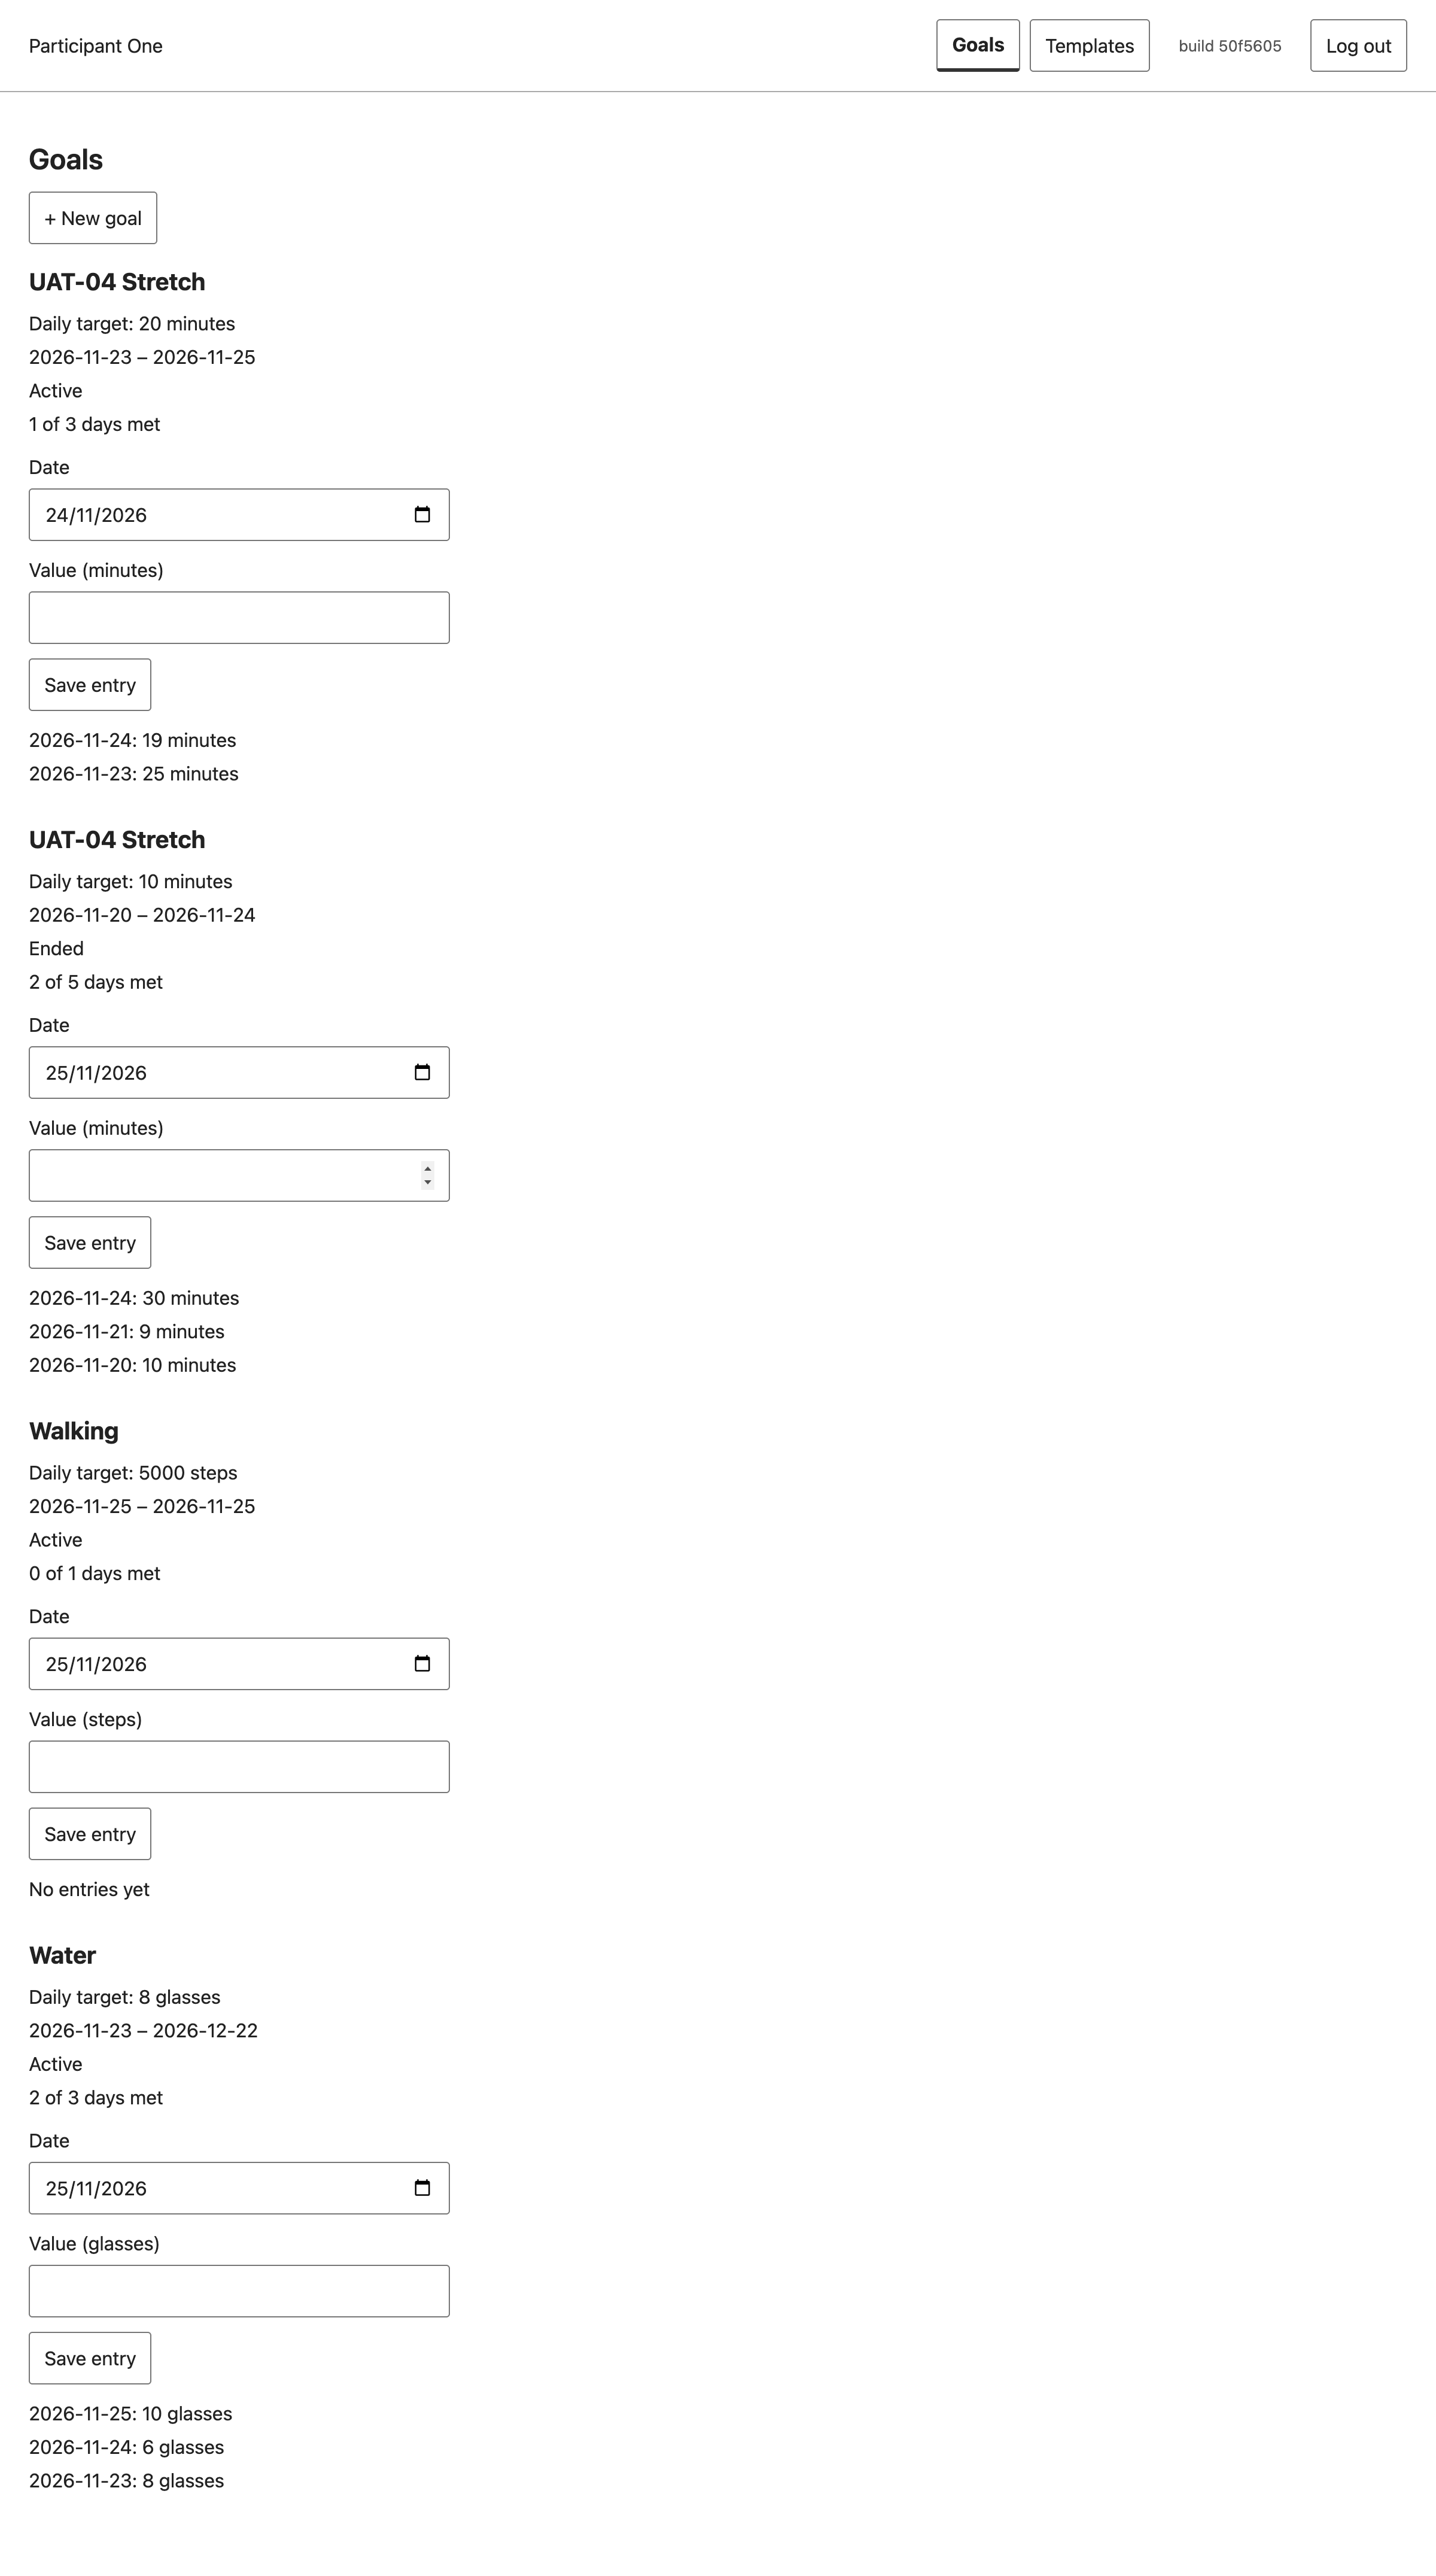 Participant One
Goals
Templates
build 50f5605
Log out
Goals
+ New goal
UAT-04 Stretch
Daily target: 20 minutes
2026-11-23 – 2026-11-25
Active
1 of 3 days met
Date
24/11/2026
Value (minutes)
Save entry
2026-11-24: 19 minutes
2026-11-23: 25 minutes
UAT-04 Stretch
Daily target: 10 minutes
2026-11-20 – 2026-11-24
Ended
2 of 5 days met
Date
25/11/2026
Value (minutes)
Save entry
2026-11-24: 30 minutes
2026-11-21: 9 minutes
2026-11-20: 10 minutes
Walking
Daily target: 5000 steps
2026-11-25 – 2026-11-25
Active
0 of 1 days met
Date
25/11/2026
Value (steps)
Save entry
No entries yet
Water
Daily target: 8 glasses
2026-11-23 – 2026-12-22
Active
2 of 3 days met
Date
25/11/2026
Value (glasses)
Save entry
2026-11-25: 10 glasses
2026-11-24: 6 glasses
2026-11-23: 8 glasses